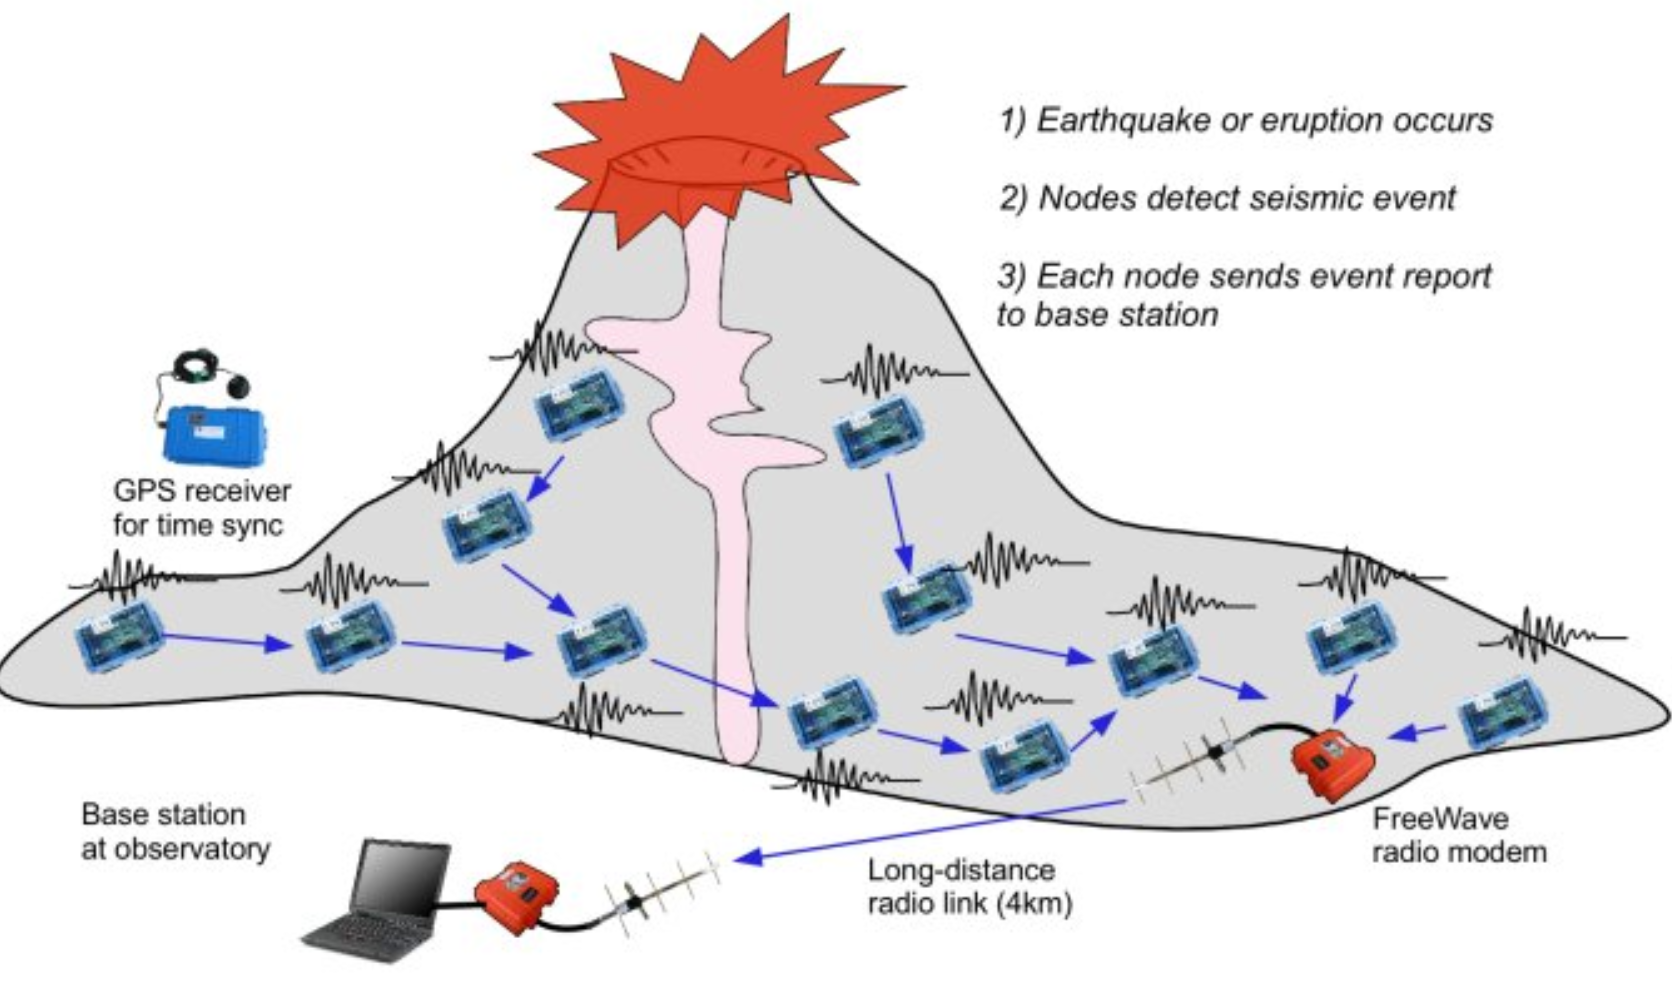 1) Earthquake or eruption occurs
2) Nodes detect seismic event
3) Each node sends event report
to base station
GPS receiver
for time sync
Base station
at observatory
FreeWave
radio modem
Long-distance
radio link (4km)